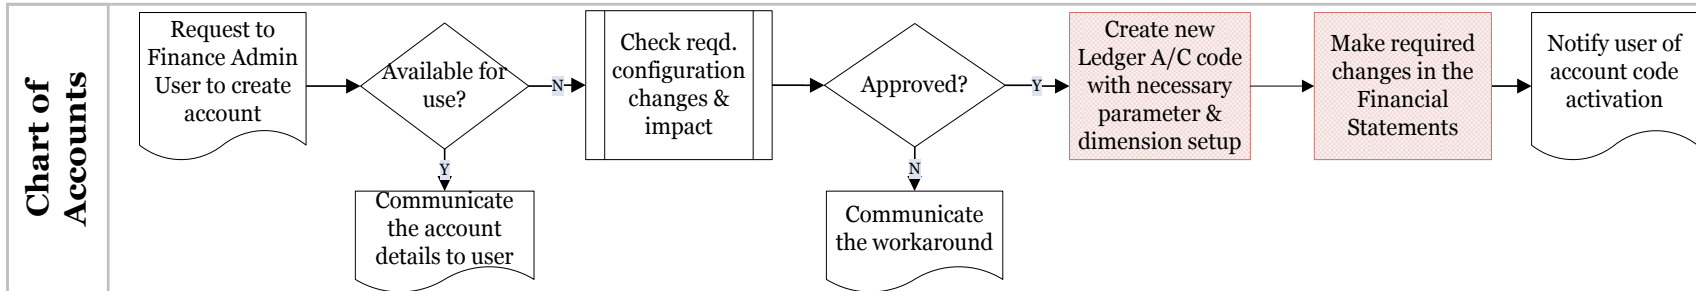 Chart of
Accounts
Request to
Finance Admin
User to create
account
Available for
use?
N
Y
Communicate
the account
details to user
Check reqd.
configuration
changes &
impact
Approved?
Y
N
Communicate
the workaround
Create new
Ledger A/C code
with necessary
parameter &
dimension setup
Make required
changes in the
Financial
Statements
Notify user of
account code
activation